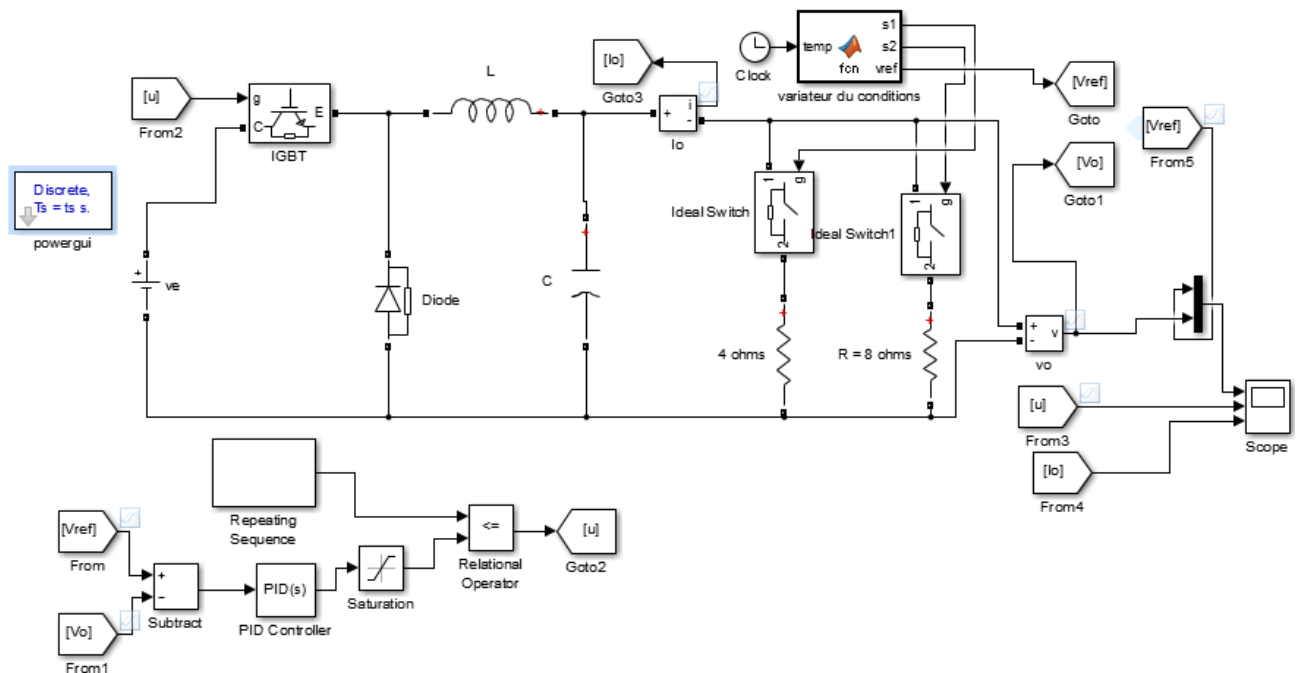 s1
temp
s2
fcn
vref
Clock
variateur du conditions
[Io]
Goto3
L
[u]
From2
g
C
E
IGBT
i
+
-
Io
[Vref]
Goto
[Vref]
From5
[Vo]
Goto1
Discrete,
Ts = ts s.
powergui
+
ve
Diode
C
1
g
2
Ideal Switch
1
g
2
Ideal Switch1
4 ohms
R = 8 ohms
+
-
v
vo
[u]
From3
[Io]
From4
Scope
Repeating
Sequence
[Vref]
From
[Vo]
From1
+
−
Subtract
PID(s)
PID Controller
Saturation
<=
Relational
Operator
[u]
Goto2